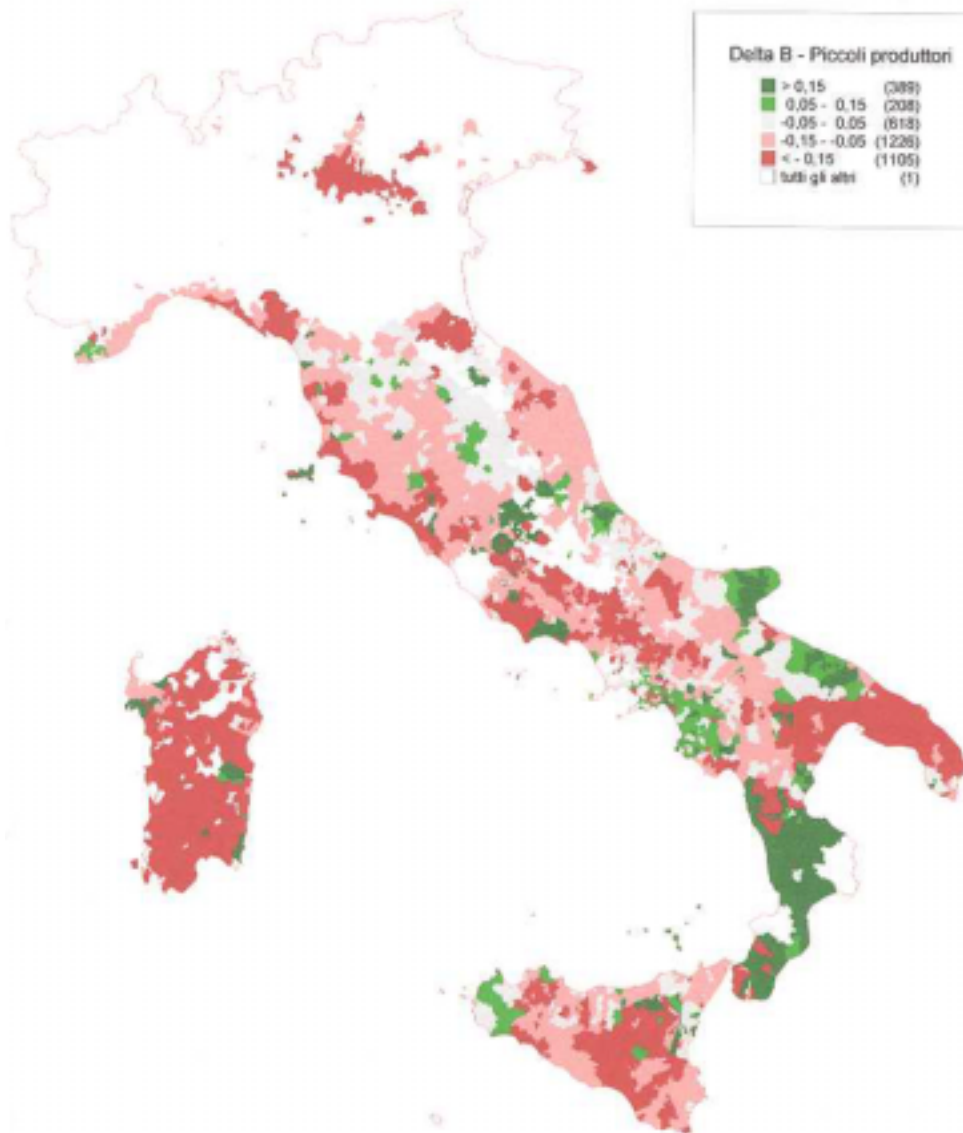 Delta B - Piccoli produttori
> 0,15 (389)
0,05 - 0,15 (208)
-0,05 - 0,05 (618)
-0,15 - -0,05 (1226)
< - 0,15 (1105)
tutti gli altri (1)